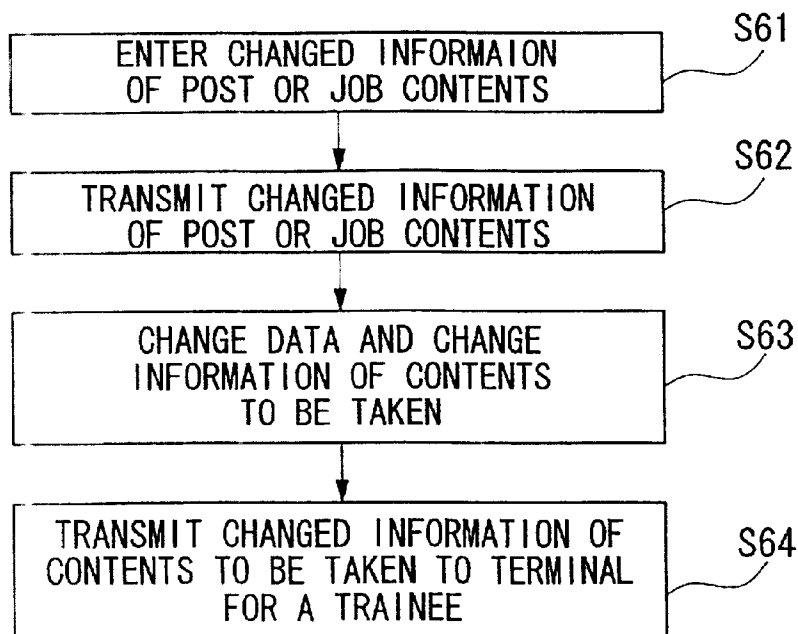 S61
ENTER CHANGED INFORMAION
OF POST OR JOB CONTENTS
S62
TRANSMIT CHANGED INFORMATION
OF POST OR JOB CONTENTS
S63
CHANGE DATA AND CHANGE
INFORMATION OF CONTENTS
TO BE TAKEN
S64
TRANSMIT CHANGED INFORMATION OF
CONTENTS TO BE TAKEN TO TERMINAL
FOR A TRAINEE